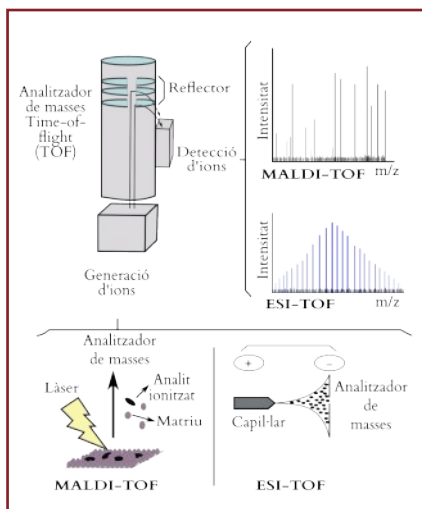 Analitzador
de masses
Time-of-
flight
(TOF)
Reflector
Detecció
d'ions
Generació
d'ions
Intensitat
m/z
MALDI-TOF
Intensitat
m/z
ESI-TOF
Analitzador
de masses
Làser
Analit
ionitzat
Matriu
MALDI-TOF
+
−
Capil·lar
Analitzador
de
masses
ESI-TOF